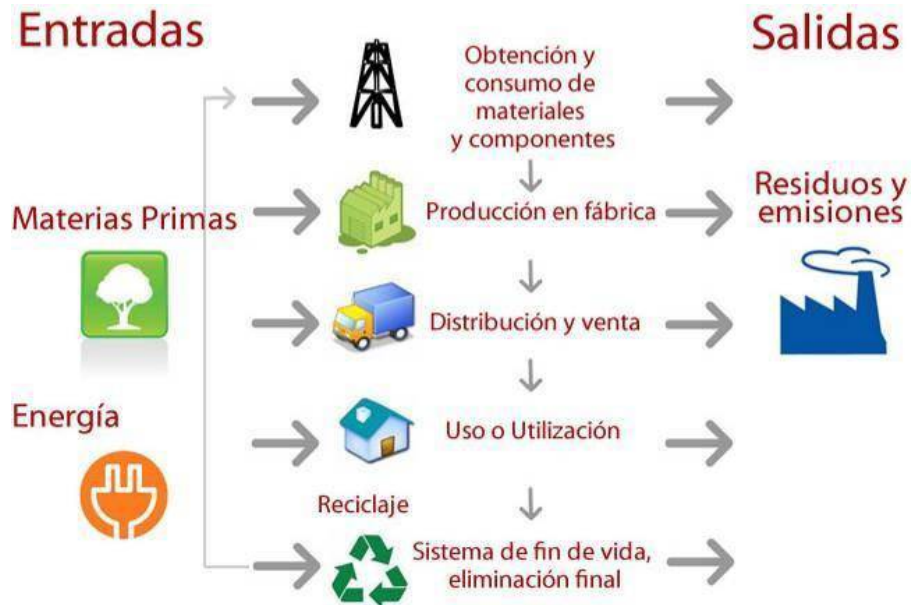 Entradas
Salidas
Obtención y
consumo de
materiales
y componentes
Materias Primas
Producción en fábrica
Residuos y
emisiones
Distribución y venta
Energía
Uso o Utilización
Reciclaje
Sistema de fin de vida,
eliminación final